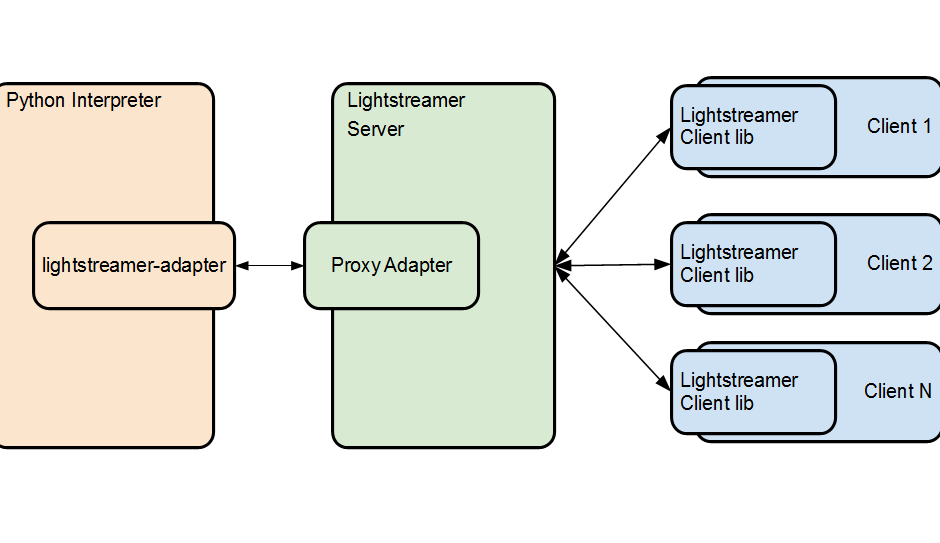 Python Interpreter
lightstreamer-adapter
Lightstreamer
Server
Proxy Adapter
Lightstreamer
Client lib
Client 1
Lightstreamer
Client lib
Client 2
Lightstreamer
Client lib
Client N